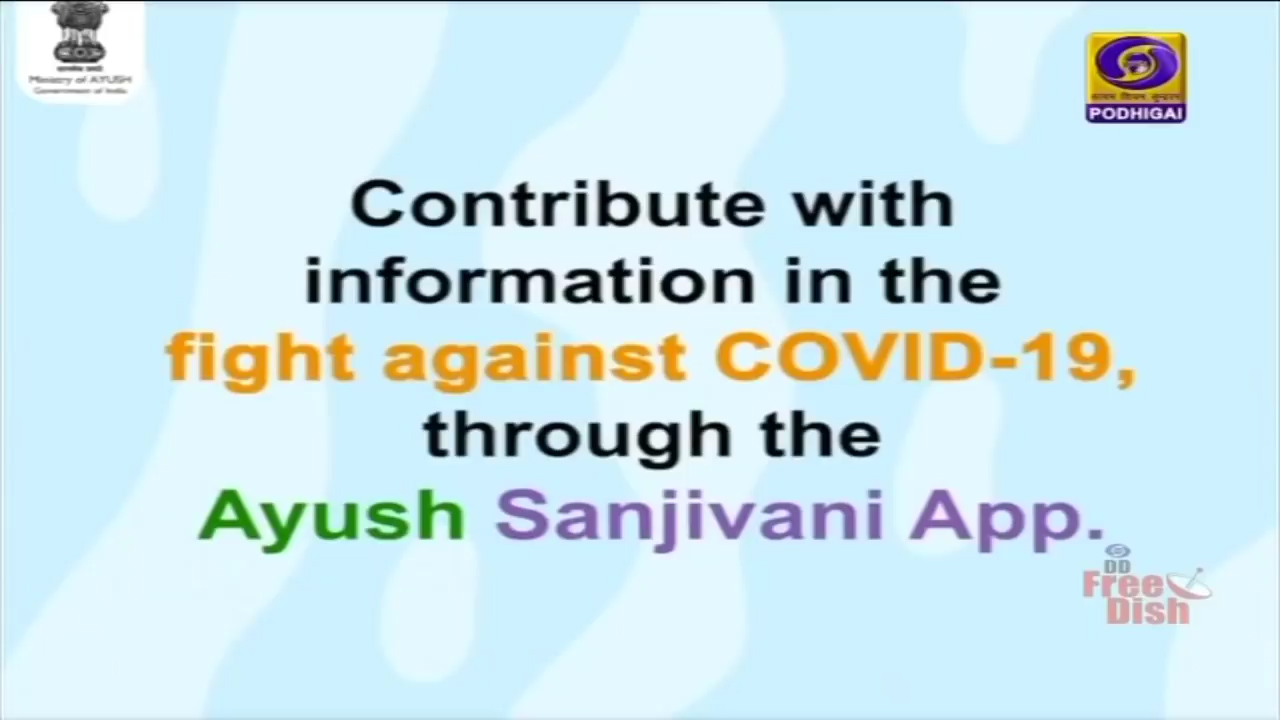 Ministry of AYUSH
Government of India
PODHIGAI
Contribute with
information in the
fight against COVID-19,
through the
Ayush Sanjivani App.
DD
Free
Dish